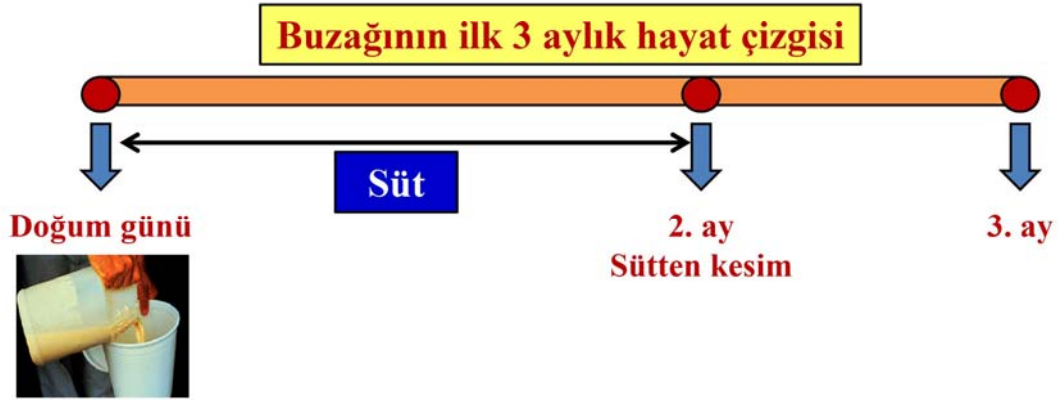 Buzağının ilk 3 aylık hayat çizgisi
Süt
Doğum günü
2. ay
Sütten kesim
3. ay